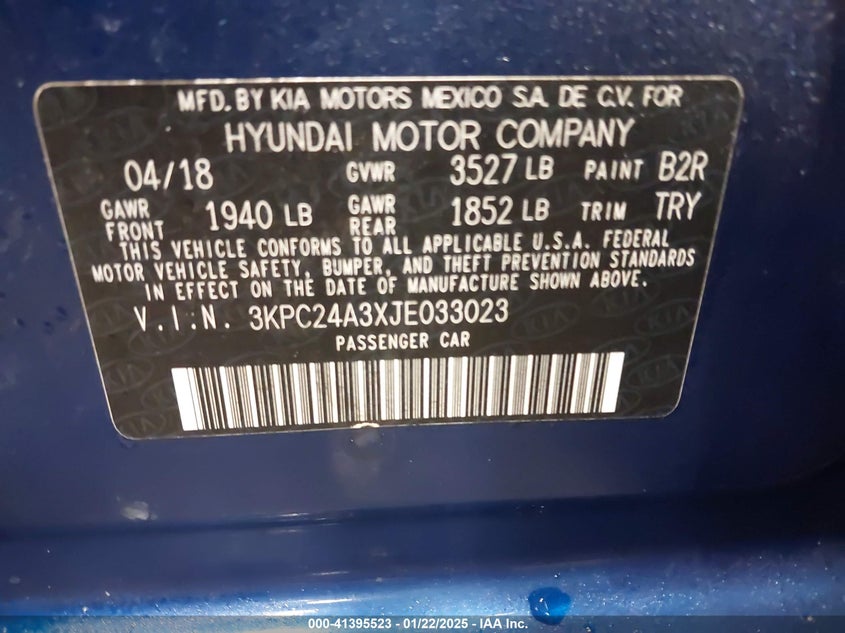 MFD. BY KIA MOTORS MEXICO S.A. DE C.V. FOR
HYUNDAI MOTOR COMPANY
04/18 GVWR 3527 LB PAINT B2R
GAWR FRONT 1940 LB GAWR REAR 1852 LB TRIM TRY
THIS VEHICLE CONFORMS TO ALL APPLICABLE U.S.A. FEDERAL
MOTOR VEHICLE SAFETY, BUMPER, AND THEFT PREVENTION STANDARDS
IN EFFECT ON THE DATE OF MANUFACTURE SHOWN ABOVE.
V.I.N. 3KPC24A3XJE033023
PASSENGER CAR
000-41395523 - 01/22/2025 - IAA Inc.